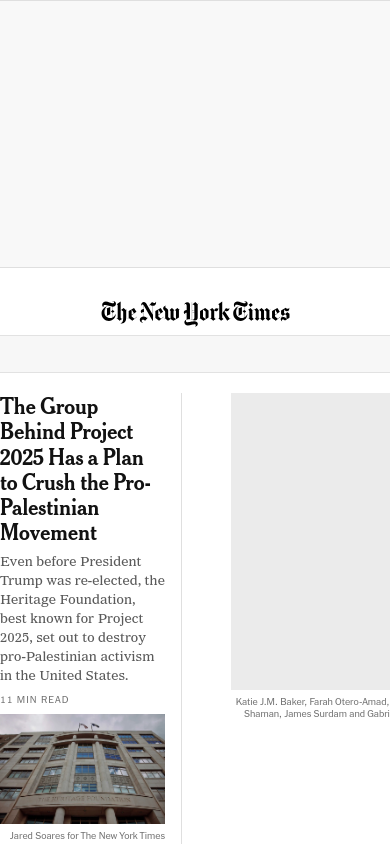 The New York Times
The Group
Behind Project
2025 Has a Plan
to Crush the Pro-
Palestinian
Movement
Even before President
Trump was re-elected, the
Heritage Foundation,
best known for Project
2025, set out to destroy
pro-Palestinian activism
in the United States.
11 MIN READ
Jared Soares for The New York Times
Katie J.M. Baker, Farah Otero-Amad,
Shaman, James Surdam and Gabri